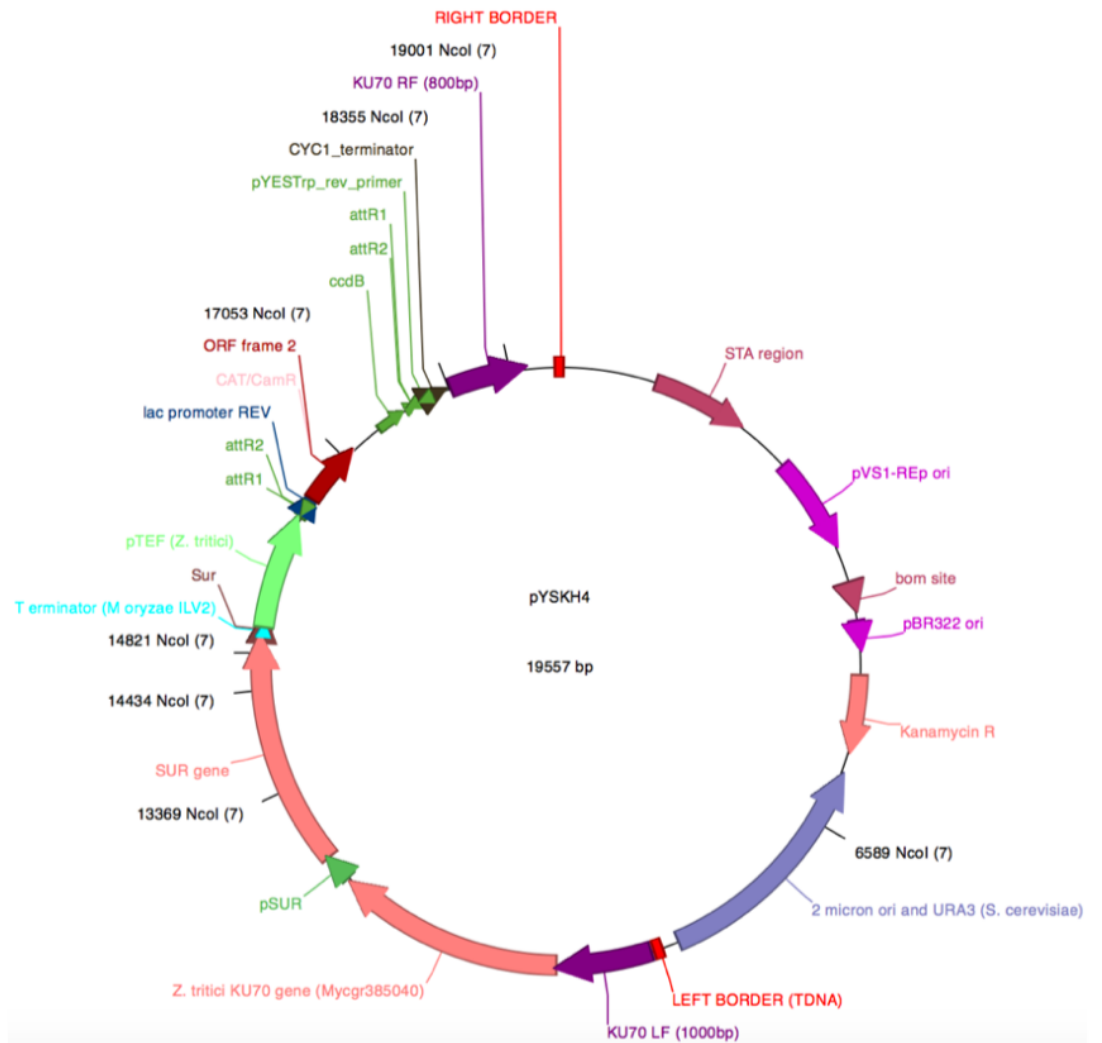 RIGHT BORDER
19001 NcoI (7)
KU70 RF (800bp)
18355 NcoI (7)
CYC1_terminator
pYESTrp_rev_primer
attR1
attR2
ccdB
17053 NcoI (7)
ORF frame 2
CAT/CamR
lac promoter REV
attR2
attR1
pTEF (Z. tritici)
Sur
T erminator (M oryzae ILV2)
14821 NcoI (7)
14434 NcoI (7)
SUR gene
13369 NcoI (7)
pSUR
Z. tritici KU70 gene (Mycgr385040)
KU70 LF (1000bp)
LEFT BORDER (TDNA)
2 micron ori and URA3 (S. cerevisiae)
6589 NcoI (7)
Kanamycin R
pBR322 ori
bom site
pVS1-REp ori
STA region
pYSKH4
19557 bp